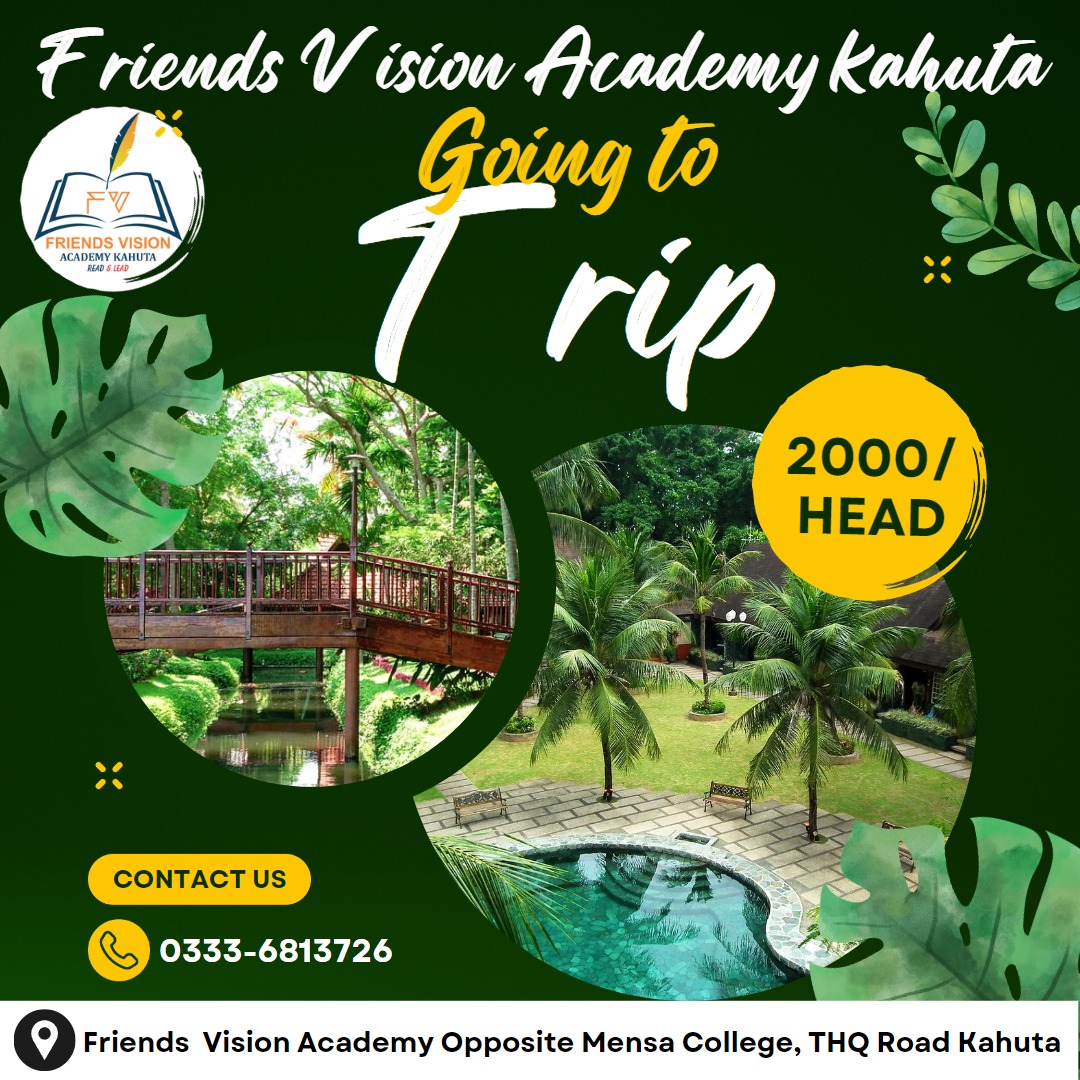 Friends Vision Academy Kahuta
Going to
Trip
FV
FRIENDS VISION
ACADEMY KAHUTA
READ & LEAD
2000/
HEAD
CONTACT US
0333-6813726
Friends Vision Academy Opposite Mensa College, THQ Road Kahuta